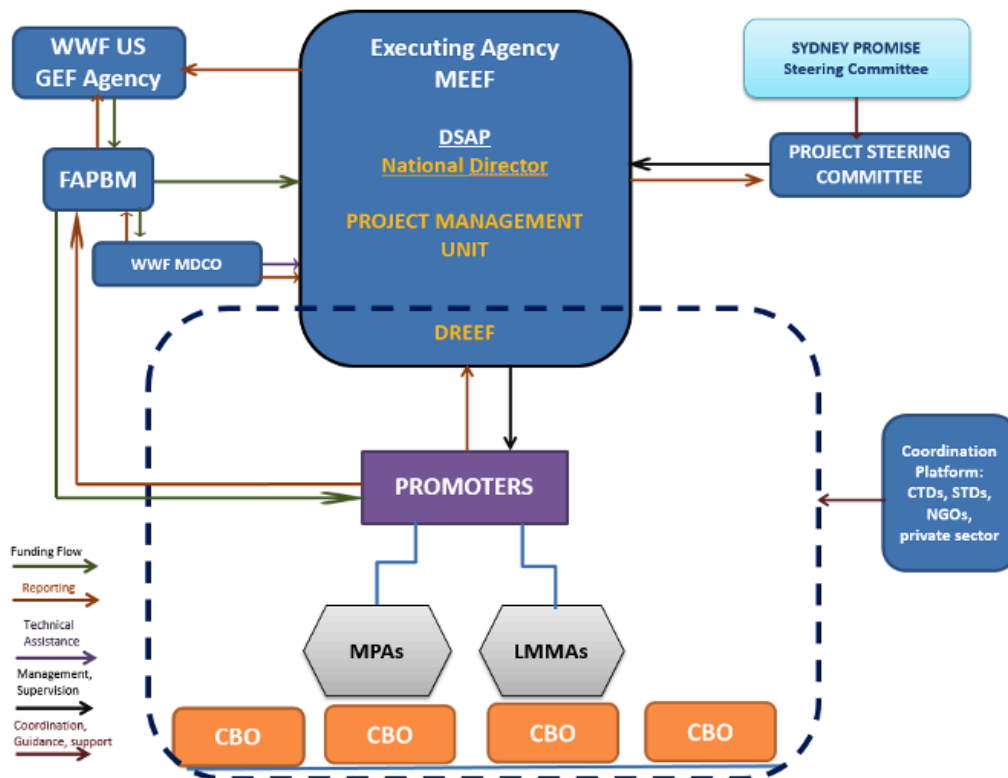 WWF US
GEF Agency
Executing Agency
MEEF
DSAP
National Director
PROJECT MANAGEMENT
UNIT
DREEF
SYDNEY PROMISE
Steering Committee
PROJECT STEERING
COMMITTEE
FAPBM
WWF MDCO
PROMOTERS
Coordination
Platform:
CTDs, STDs,
NGOs,
private sector
MPAs
LMMAs
CBO
CBO
CBO
CBO
Funding Flow
Reporting
Technical
Assistance
Management,
Supervision
Coordination,
Guidance, support